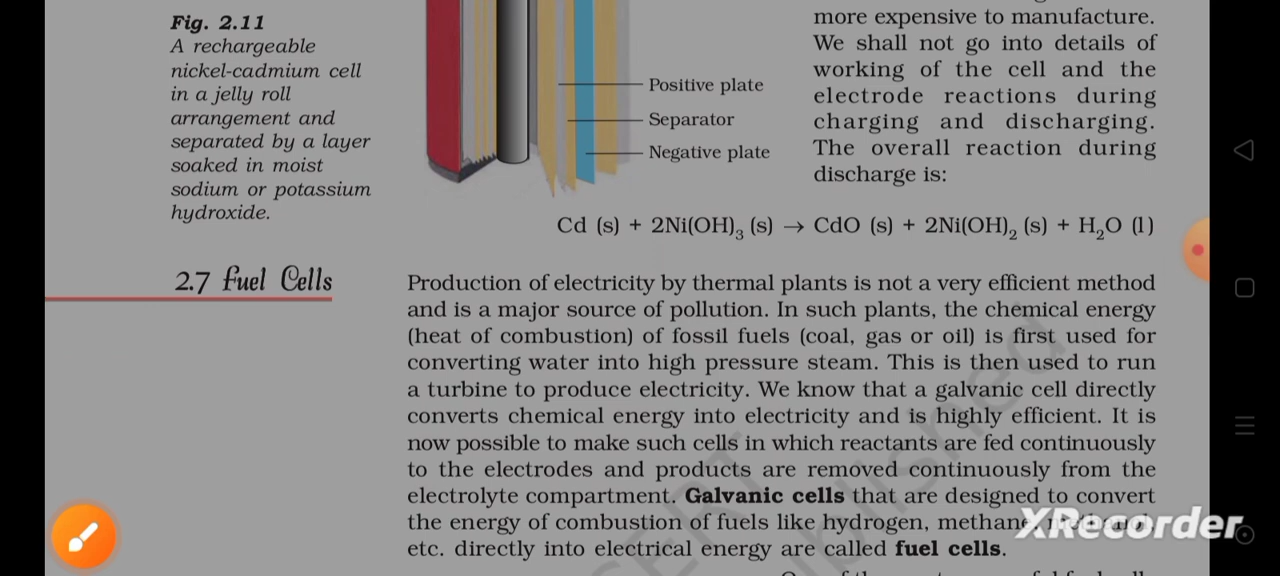 more expensive to manufacture.
We shall not go into details of
working of the cell and the
electrode reactions during
charging and discharging.
The overall reaction during
discharge is:
Fig. 2.11
A rechargeable
nickel-cadmium cell
in a jelly roll
arrangement and
separated by a layer
soaked in moist
sodium or potassium
hydroxide.
Positive plate
Separator
Negative plate
Cd (s) + 2Ni(OH)₃ (s) → CdO (s) + 2Ni(OH)₂ (s) + H₂O (l)
2.7 Fuel Cells
Production of electricity by thermal plants is not a very efficient method
and is a major source of pollution. In such plants, the chemical energy
(heat of combustion) of fossil fuels (coal, gas or oil) is first used for
converting water into high pressure steam. This is then used to run
a turbine to produce electricity. We know that a galvanic cell directly
converts chemical energy into electricity and is highly efficient. It is
now possible to make such cells in which reactants are fed continuously
to the electrodes and products are removed continuously from the
electrolyte compartment. Galvanic cells that are designed to convert
the energy of combustion of fuels like hydrogen, methane,
etc. directly into electrical energy are called fuel cells.
XRecorder